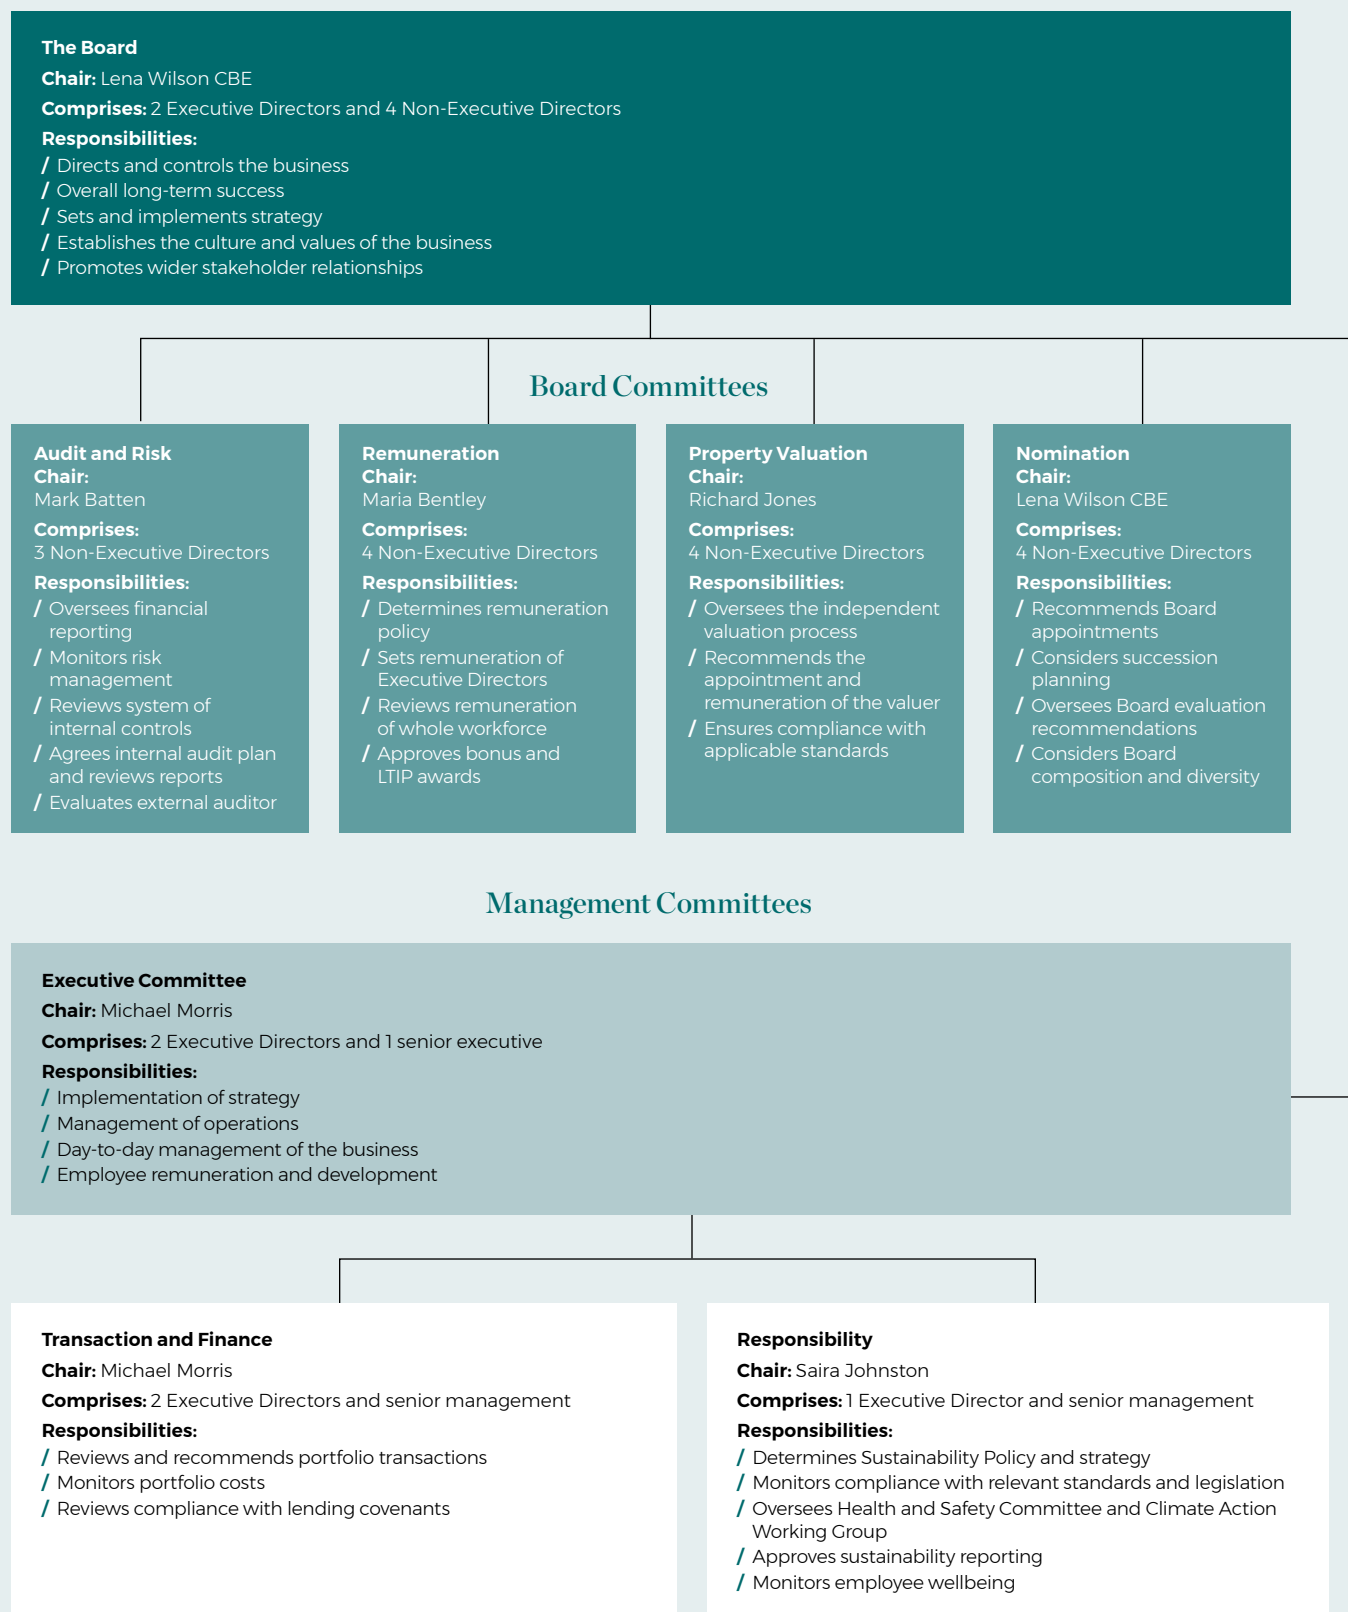 The Board
Chair: Lena Wilson CBE
Comprises: 2 Executive Directors and 4 Non-Executive Directors
Responsibilities:
/ Directs and controls the business
/ Overall long-term success
/ Sets and implements strategy
/ Establishes the culture and values of the business
/ Promotes wider stakeholder relationships
Board Committees
Audit and Risk
Chair:
Mark Batten
Comprises:
3 Non-Executive Directors
Responsibilities:
/ Oversees financial
reporting
/ Monitors risk
management
/ Reviews system of
internal controls
/ Agrees internal audit plan
and reviews reports
/ Evaluates external auditor
Remuneration
Chair:
Maria Bentley
Comprises:
4 Non-Executive Directors
Responsibilities:
/ Determines remuneration
policy
/ Sets remuneration of
Executive Directors
/ Reviews remuneration
of whole workforce
/ Approves bonus and
LTIP awards
Property Valuation
Chair:
Richard Jones
Comprises:
4 Non-Executive Directors
Responsibilities:
/ Oversees the independent
valuation process
/ Recommends the
appointment and
remuneration of the valuer
/ Ensures compliance with
applicable standards
Nomination
Chair:
Lena Wilson CBE
Comprises:
4 Non-Executive Directors
Responsibilities:
/ Recommends Board
appointments
/ Considers succession
planning
/ Oversees Board evaluation
recommendations
/ Considers Board
composition and diversity
Management Committees
Executive Committee
Chair: Michael Morris
Comprises: 2 Executive Directors and 1 senior executive
Responsibilities:
/ Implementation of strategy
/ Management of operations
/ Day-to-day management of the business
/ Employee remuneration and development
Transaction and Finance
Chair: Michael Morris
Comprises: 2 Executive Directors and senior management
Responsibilities:
/ Reviews and recommends portfolio transactions
/ Monitors portfolio costs
/ Reviews compliance with lending covenants
Responsibility
Chair: Saira Johnston
Comprises: 1 Executive Director and senior management
Responsibilities:
/ Determines Sustainability Policy and strategy
/ Monitors compliance with relevant standards and legislation
/ Oversees Health and Safety Committee and Climate Action
Working Group
/ Approves sustainability reporting
/ Monitors employee wellbeing